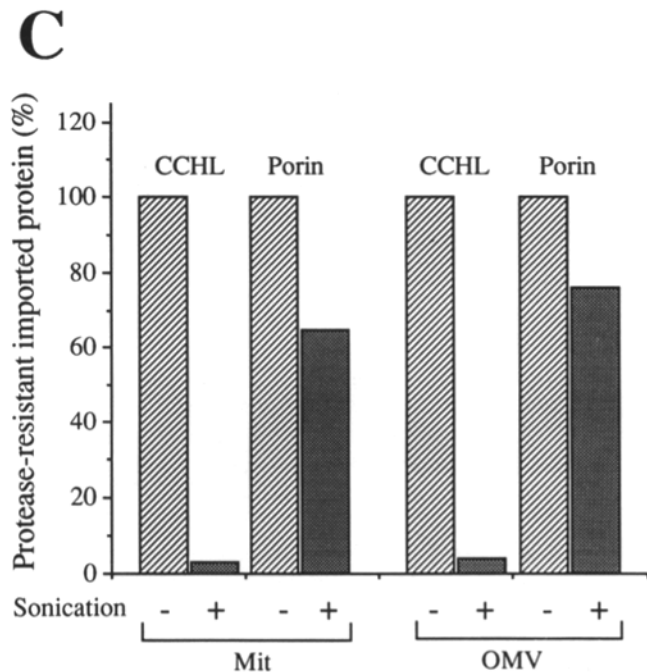 C
Protease-resistant imported protein (%)
120
100
80
60
40
20
0
CCHL Porin CCHL Porin
Sonication - + - + - + - +
Mit OMV